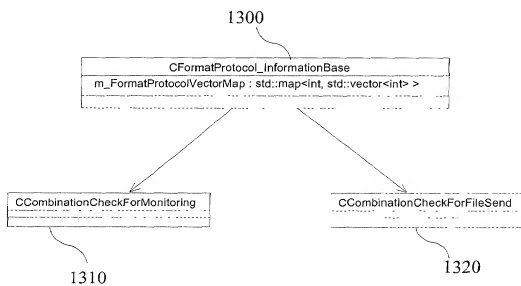 1300
CFormatProtocol_InformationBase
m_FormatProtocolVectorMap : std::map<int, std::vector<int> >
CCombinationCheckForMonitoring
CCombinationCheckForFileSend
1310
1320